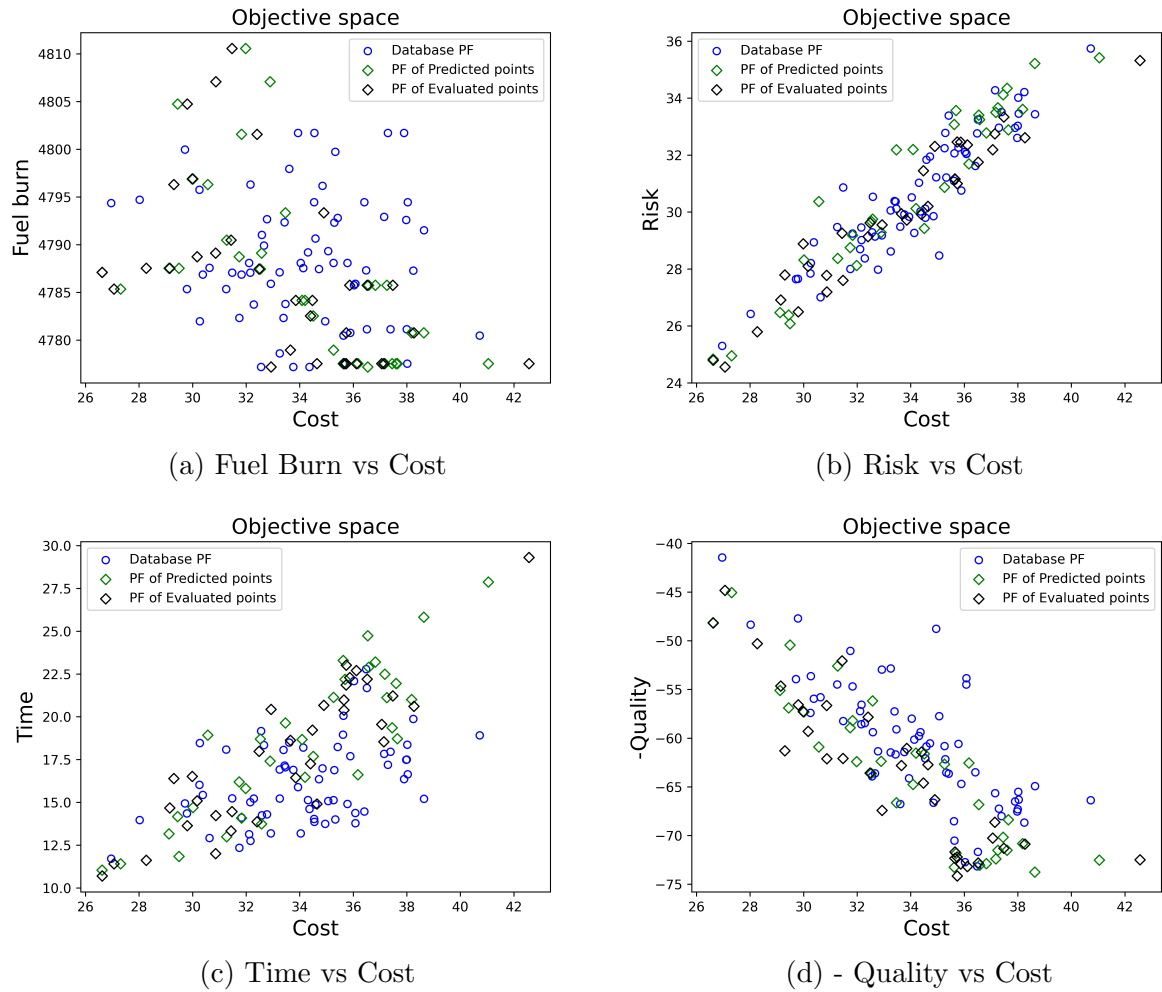 Objective space
Fuel burn
4810
4805
4800
4795
4790
4785
4780
Database PF
PF of Predicted points
PF of Evaluated points
26 28 30 32 34 36 38 40 42
Cost
(a) Fuel Burn vs Cost
Objective space
Risk
36
34
32
30
28
26
24
Database PF
PF of Predicted points
PF of Evaluated points
26 28 30 32 34 36 38 40 42
Cost
(b) Risk vs Cost
Objective space
Time
30.0
27.5
25.0
22.5
20.0
17.5
15.0
12.5
10.0
Database PF
PF of Predicted points
PF of Evaluated points
26 28 30 32 34 36 38 40 42
Cost
(c) Time vs Cost
Objective space
-Quality
−40
−45
−50
−55
−60
−65
−70
−75
Database PF
PF of Predicted points
PF of Evaluated points
26 28 30 32 34 36 38 40 42
Cost
(d) - Quality vs Cost